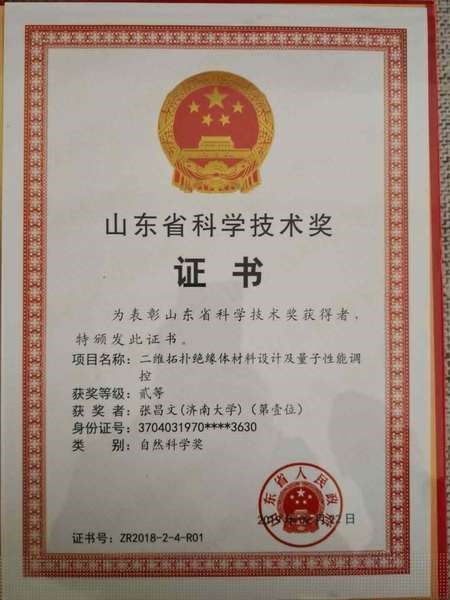 山东省科学技术奖
证书
为表彰山东省科学技术奖获得者，
特颁发此证书。
项目名称：二维拓扑绝缘体材料设计及量子性能调
控
获奖等级：贰等
获奖者：张昌文(济南大学)(第壹位)
身份证号：3704031970****3630
类别：自然科学奖
山东省人民政府
月22日
证书号：ZR2018-2-4-R01